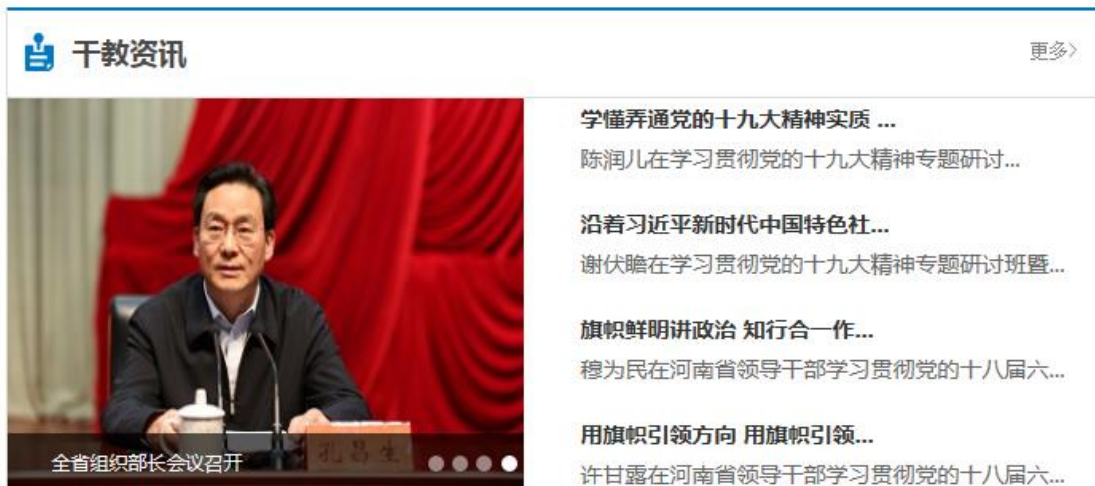 干教资讯
更多>
学懂弄通党的十九大精神实质 ...
陈润儿在学习贯彻党的十九大精神专题研讨...
沿着习近平新时代中国特色社...
谢伏瞻在学习贯彻党的十九大精神专题研讨班暨...
旗帜鲜明讲政治 知行合一作...
穆为民在河南省领导干部学习贯彻党的十八届六...
用旗帜引领方向 用旗帜引领...
许甘露在河南省领导干部学习贯彻党的十八届六...
孔昌生
全省组织部长会议召开